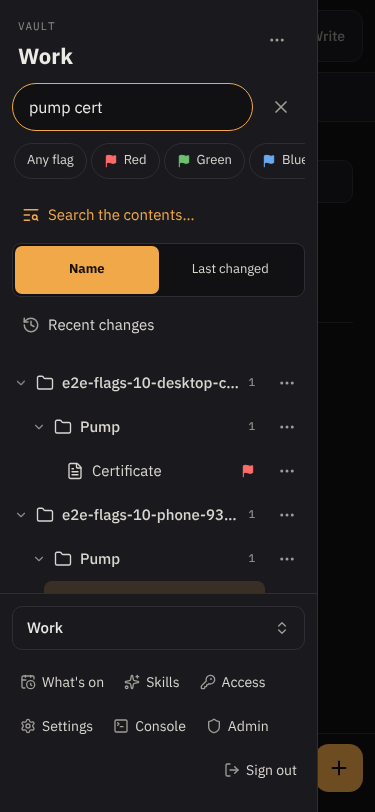 VAULT
Work
pump cert
Any flag Red Green Blue
Search the contents...
Name Last changed
Recent changes
e2e-flags-10-desktop-c... 1
Pump 1
Certificate
e2e-flags-10-phone-93... 1
Pump 1
Work
What's on Skills Access
Settings Console Admin
Sign out
Write